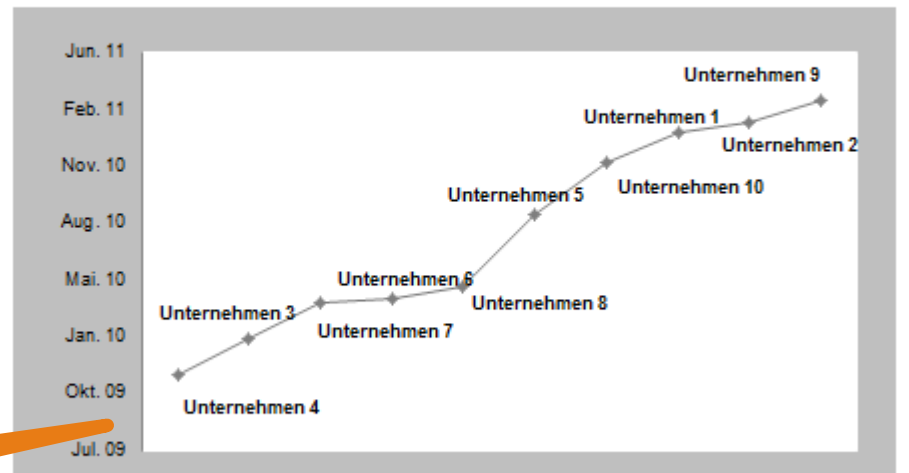 Jun. 11
Unternehmen 9
Feb. 11
Unternehmen 1
Unternehmen 2
Nov. 10
Unternehmen 10
Unternehmen 5
Aug. 10
Mai. 10
Unternehmen 6
Unternehmen 8
Unternehmen 3
Unternehmen 7
Jan. 10
Okt. 09
Unternehmen 4
Jul. 09